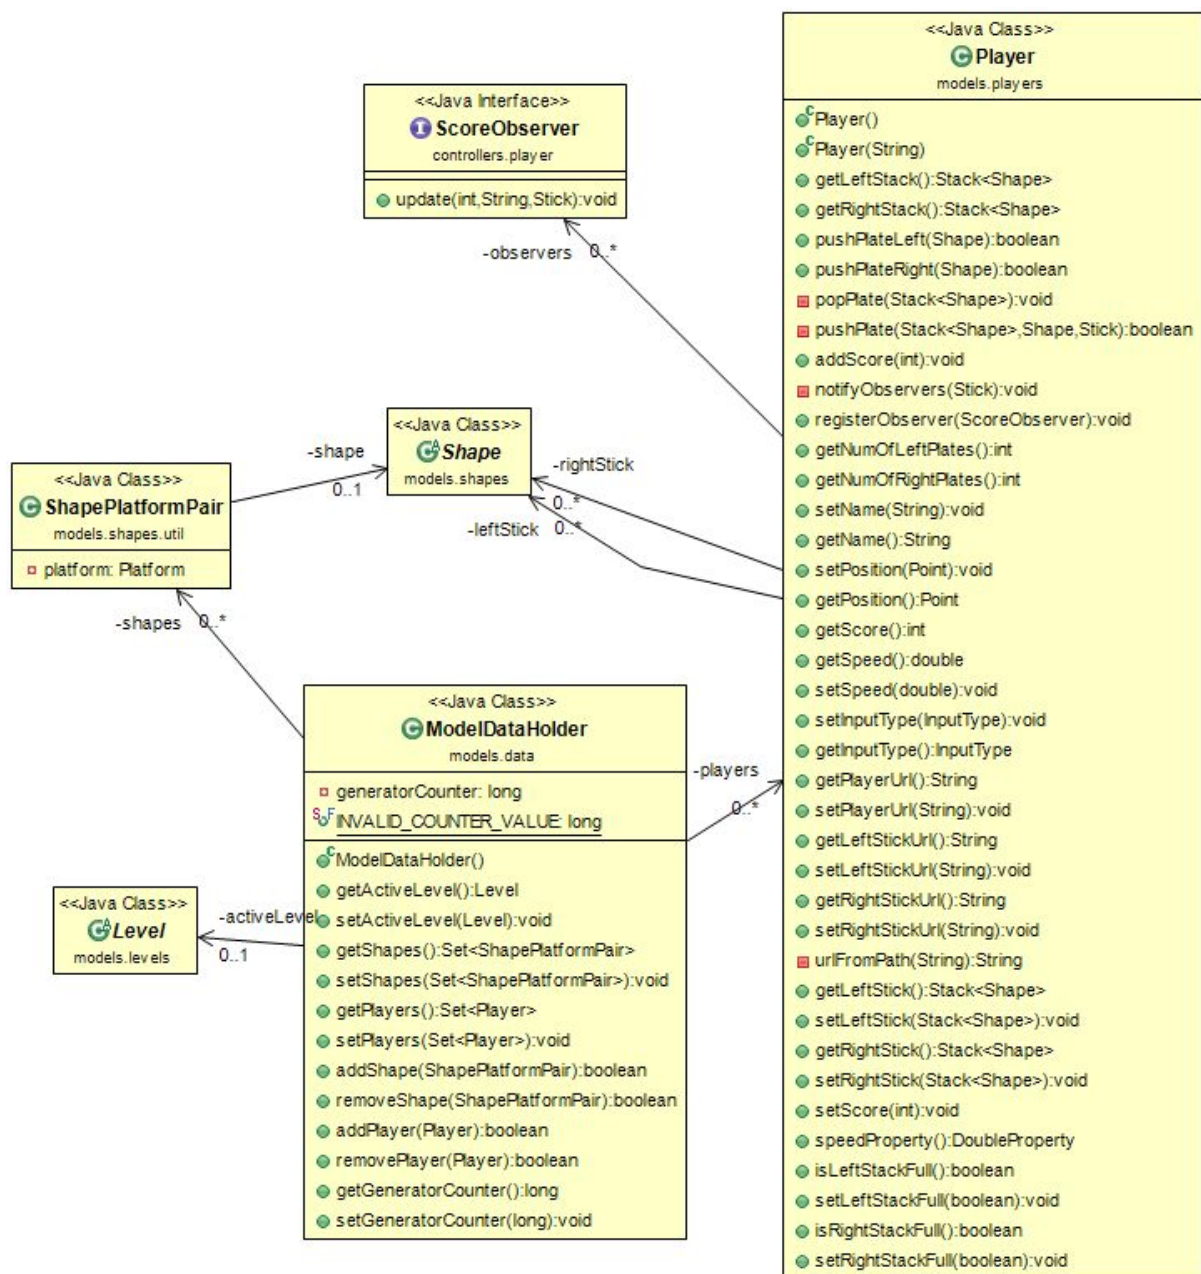 <<Java Class>>
Player
models.players
Player()
Player(String)
getLeftStack():Stack<Shape>
getRightStack():Stack<Shape>
pushPlateLeft(Shape):boolean
pushPlateRight(Shape):boolean
popPlate(Stack<Shape>):void
pushPlate(Stack<Shape>,Shape,Stick):boolean
addScore(int):void
notifyObservers(Stick):void
registerObserver(ScoreObserver):void
getNumOfLeftPlates():int
getNumOfRightPlates():int
setName(String):void
getName():String
setPosition(Point):void
getPosition():Point
getScore():int
getSpeed():double
setSpeed(double):void
setInputType(InputType):void
getInputType():InputType
getPlayerUrl():String
setPlayerUrl(String):void
getLeftStickUrl():String
setLeftStickUrl(String):void
getRightStickUrl():String
setRightStickUrl(String):void
urlFromPath(String):String
getLeftStick():Stack<Shape>
setLeftStick(Stack<Shape>):void
getRightStick():Stack<Shape>
setRightStick(Stack<Shape>):void
setScore(int):void
speedProperty():DoubleProperty
isLeftStackFull():boolean
setLeftStackFull(boolean):void
isRightStackFull():boolean
setRightStackFull(boolean):void
<<Java Interface>>
ScoreObserver
controllers.player
update(int,String,Stick):void
-observers 0..*
<<Java Class>>
Shape
models.shapes
-shape
0..1
-rightStick
0..*
-leftStick 0..*
<<Java Class>>
ShapePlatformPair
models.shapes.util
platform: Platform
-shapes 0..*
<<Java Class>>
ModelDataHolder
models.data
generatorCounter: long
INVALID_COUNTER_VALUE: long
ModelDataHolder()
getActiveLevel():Level
setActiveLevel(Level):void
getShapes():Set<ShapePlatformPair>
setShapes(Set<ShapePlatformPair>):void
getPlayers():Set<Player>
setPlayers(Set<Player>):void
addShape(ShapePlatformPair):boolean
removeShape(ShapePlatformPair):boolean
addPlayer(Player):boolean
removePlayer(Player):boolean
getGeneratorCounter():long
setGeneratorCounter(long):void
-players
0..*
-activeLevel
0..1
<<Java Class>>
Level
models.levels